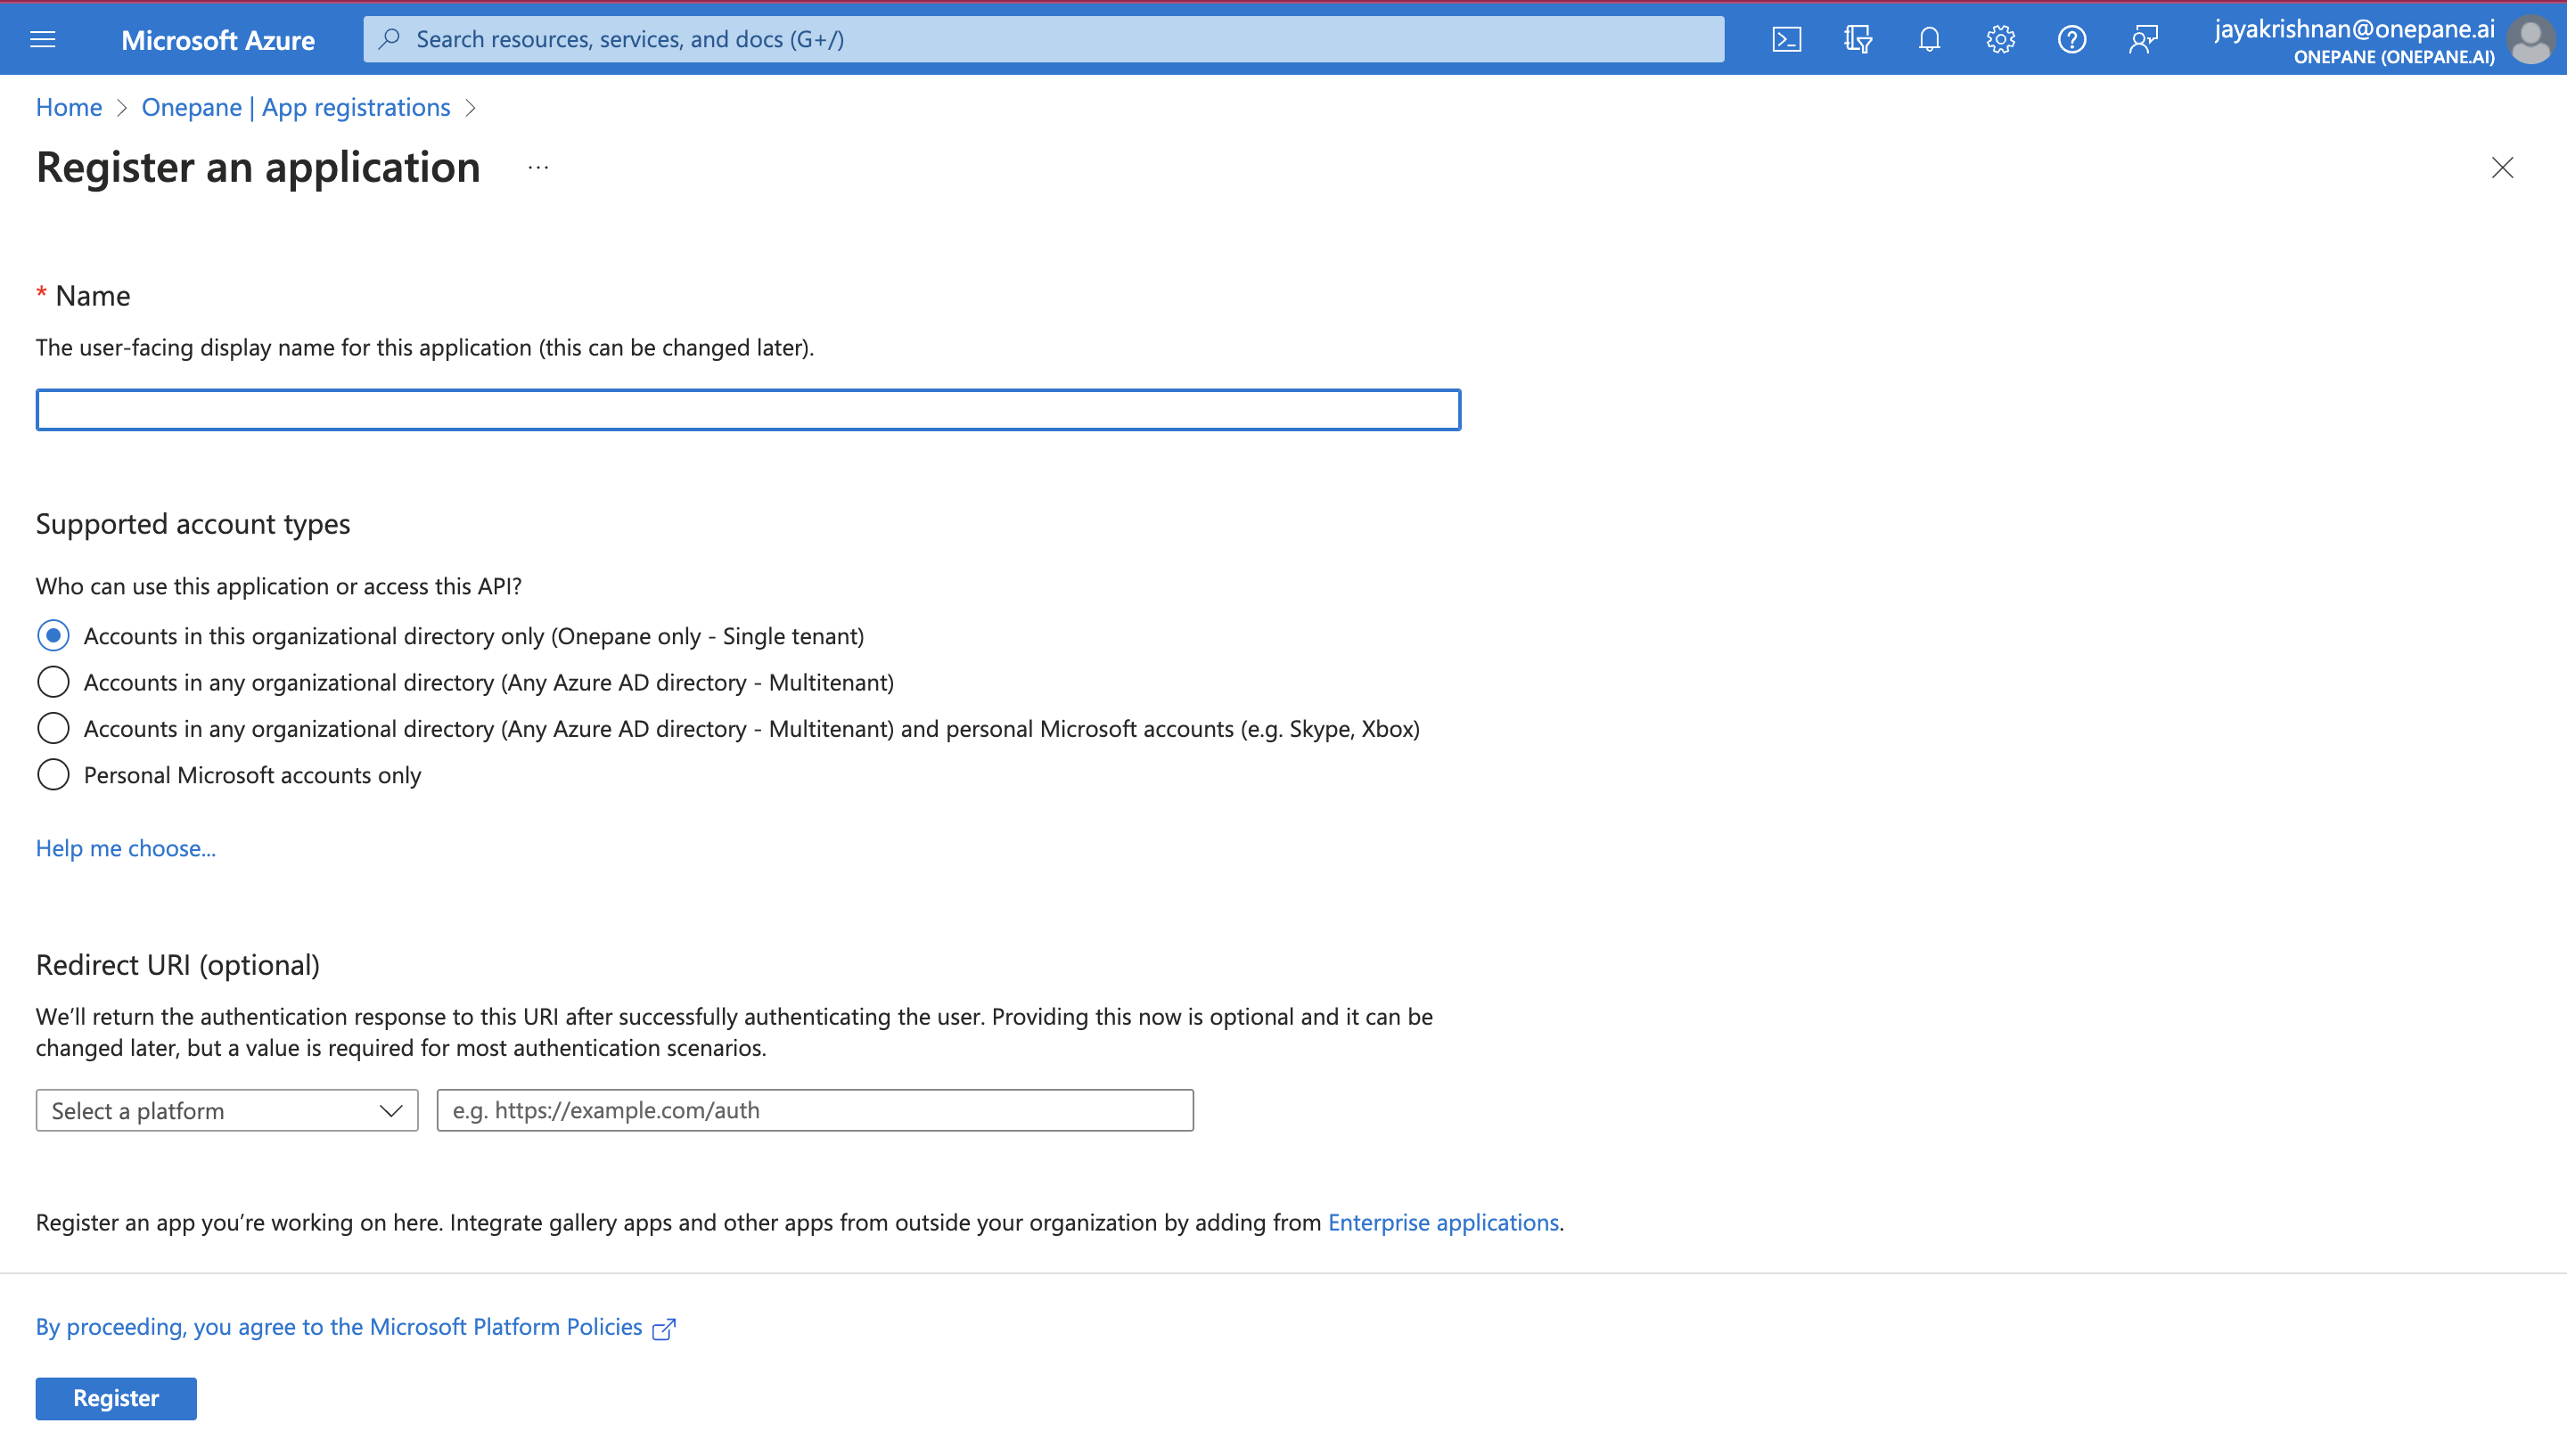 Microsoft Azure
Search resources, services, and docs (G+/)
jayakrishnan@onepane.ai
ONEPANE (ONEPANE.AI)
Home > Onepane | App registrations >
Register an application ...
* Name
The user-facing display name for this application (this can be changed later).
Supported account types
Who can use this application or access this API?
Accounts in this organizational directory only (Onepane only - Single tenant)
Accounts in any organizational directory (Any Azure AD directory - Multitenant)
Accounts in any organizational directory (Any Azure AD directory - Multitenant) and personal Microsoft accounts (e.g. Skype, Xbox)
Personal Microsoft accounts only
Help me choose...
Redirect URI (optional)
We’ll return the authentication response to this URI after successfully authenticating the user. Providing this now is optional and it can be
changed later, but a value is required for most authentication scenarios.
Select a platform
e.g. https://example.com/auth
Register an app you’re working on here. Integrate gallery apps and other apps from outside your organization by adding from Enterprise applications.
By proceeding, you agree to the Microsoft Platform Policies
Register